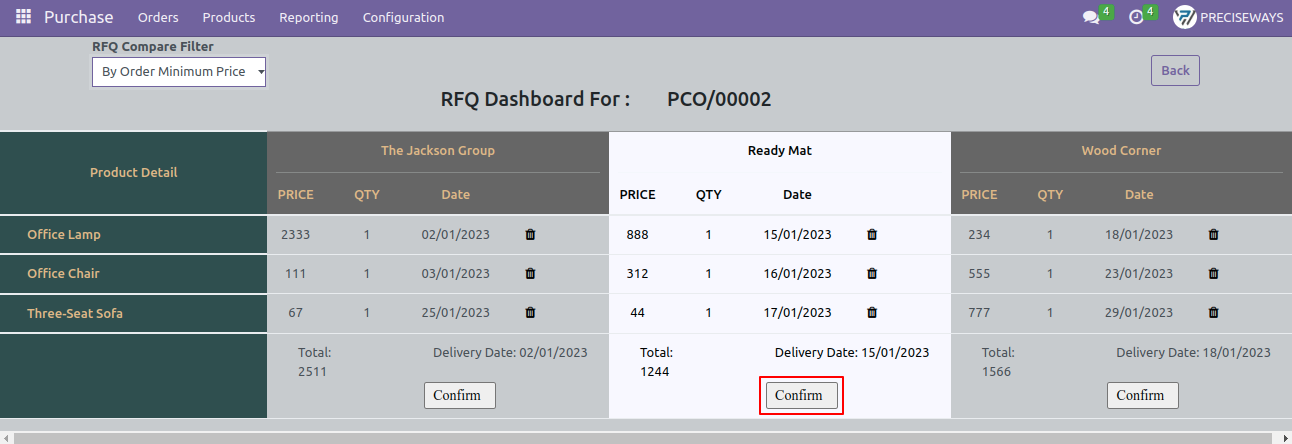 Purchase Orders Products Reporting Configuration 4 4 PRECISEWAYS
RFQ Compare Filter
By Order Minimum Price
Back
RFQ Dashboard For : PCO/00002
Product Detail
The Jackson Group Ready Mat Wood Corner
PRICE QTY Date PRICE QTY Date PRICE QTY Date
Office Lamp 2333 1 02/01/2023 888 1 15/01/2023 234 1 18/01/2023
Office Chair 111 1 03/01/2023 312 1 16/01/2023 555 1 23/01/2023
Three-Seat Sofa 67 1 25/01/2023 44 1 17/01/2023 777 1 29/01/2023
Total: Delivery Date: 02/01/2023 Total: Delivery Date: 15/01/2023 Total: Delivery Date: 18/01/2023
2511 1244 1566
Confirm Confirm Confirm